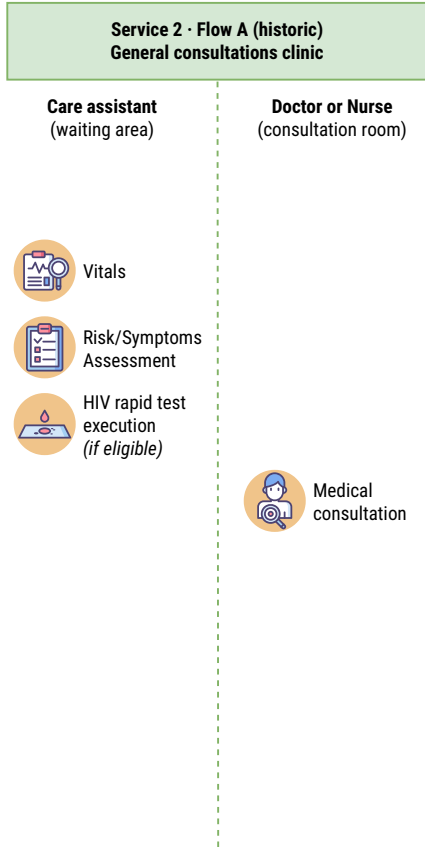 Service 2 · Flow A (historic)
General consultations clinic
Care assistant
(waiting area)
Doctor or Nurse
(consultation room)
Vitals
Risk/Symptoms
Assessment
HIV rapid test
execution
(if eligible)
Medical
consultation